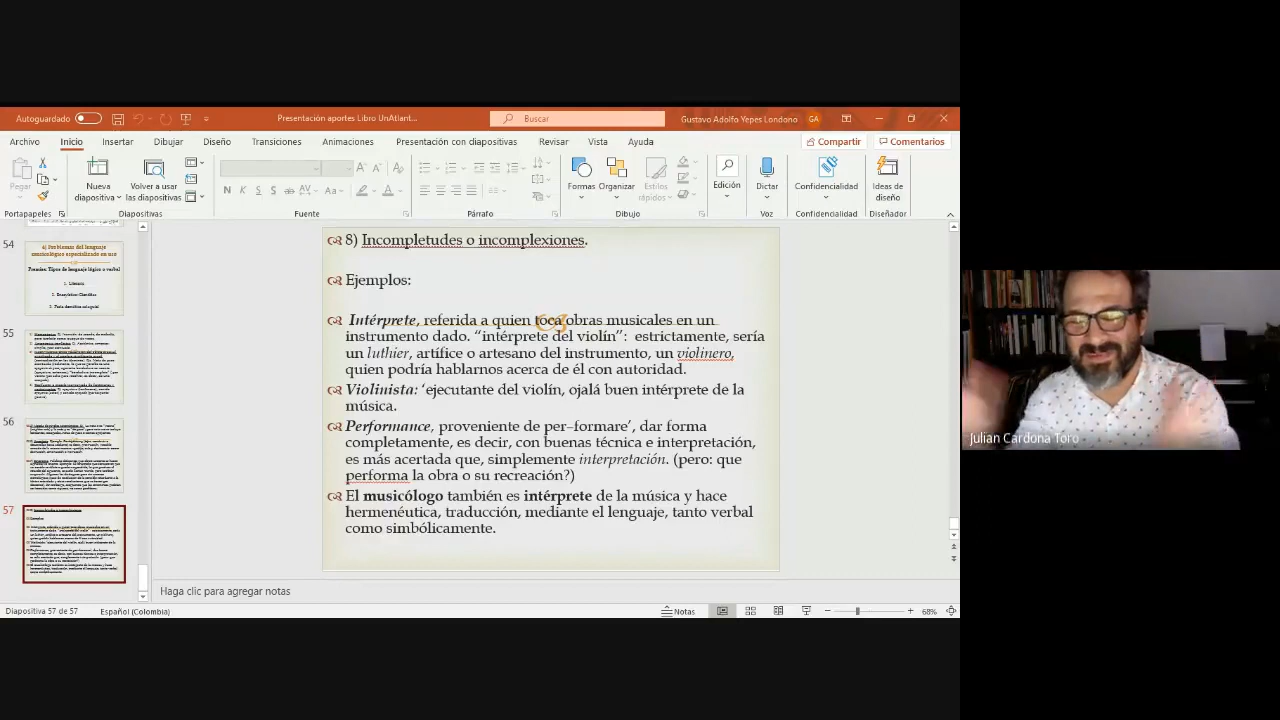 Autoguardado
Presentación aportes Libro UnAtlant...
Buscar
Gustavo Adolfo Yepes Londoño
GA
Archivo Inicio Insertar Dibujar Diseño Transiciones Animaciones Presentación con diapositivas Revisar Vista Ayuda Compartir Comentarios
Pegar
Nueva diapositiva
Volver a usar las diapositivas
Formas
Organizar
Estilos rápidos
Edición
Dictar
Confidencialidad
Ideas de diseño
Portapapeles Diapositivas Fuente Párrafo Dibujo Voz Confidencialidad Diseñador
54
55
56
57
8) Incompletudes o incomplexiones.
Ejemplos:
Intérprete, referida a quien toca obras musicales en un
instrumento dado, “intérprete del violín”: estrictamente, sería
un luthier, artífice o artesano del instrumento, un violinero,
quien podría hablarnos acerca de él con autoridad.
Violinista: ‘ejecutante del violín, ojalá buen intérprete de la
música.
Performance, proveniente de per–formare’, dar forma
completamente, es decir, con buenas técnica e interpretación,
es más acertada que simplemente interpretación. (pero: que
performa la obra o su recreación?)
El musicólogo también es intérprete de la música y hace
hermenéutica, traducción, mediante el lenguaje, tanto verbal
como simbólicamente.
Haga clic para agregar notas
Diapositiva 57 de 57 Español (Colombia) Notas 68%
Julian Cardona Toro